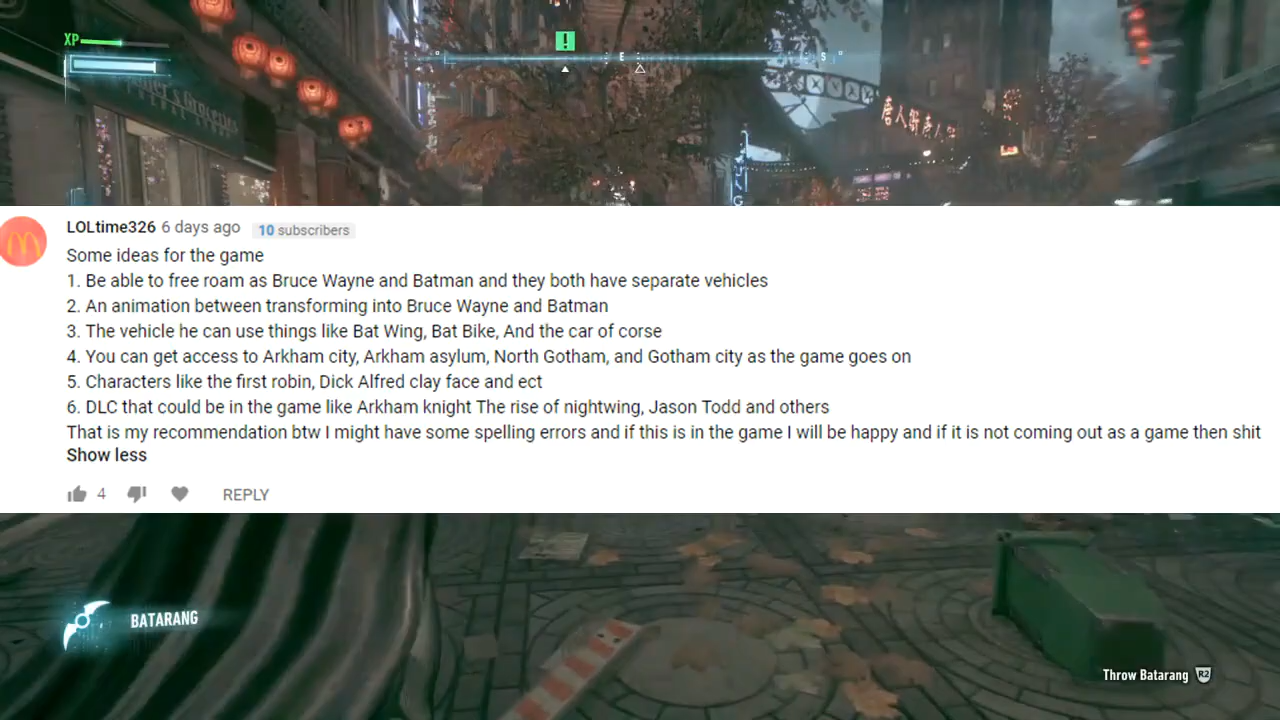 XP
!
E
S
唐人街
LOLtime326 6 days ago 10 subscribers
Some ideas for the game
1. Be able to free roam as Bruce Wayne and Batman and they both have separate vehicles
2. An animation between transforming into Bruce Wayne and Batman
3. The vehicle he can use things like Bat Wing, Bat Bike, And the car of corse
4. You can get access to Arkham city, Arkham asylum, North Gotham, and Gotham city as the game goes on
5. Characters like the first robin, Dick Alfred clay face and ect
6. DLC that could be in the game like Arkham knight The rise of nightwing, Jason Todd and others
That is my recommendation btw I might have some spelling errors and if this is in the game I will be happy and if it is not coming out as a game then shit
Show less
4 REPLY
BATARANG
Throw Batarang R2